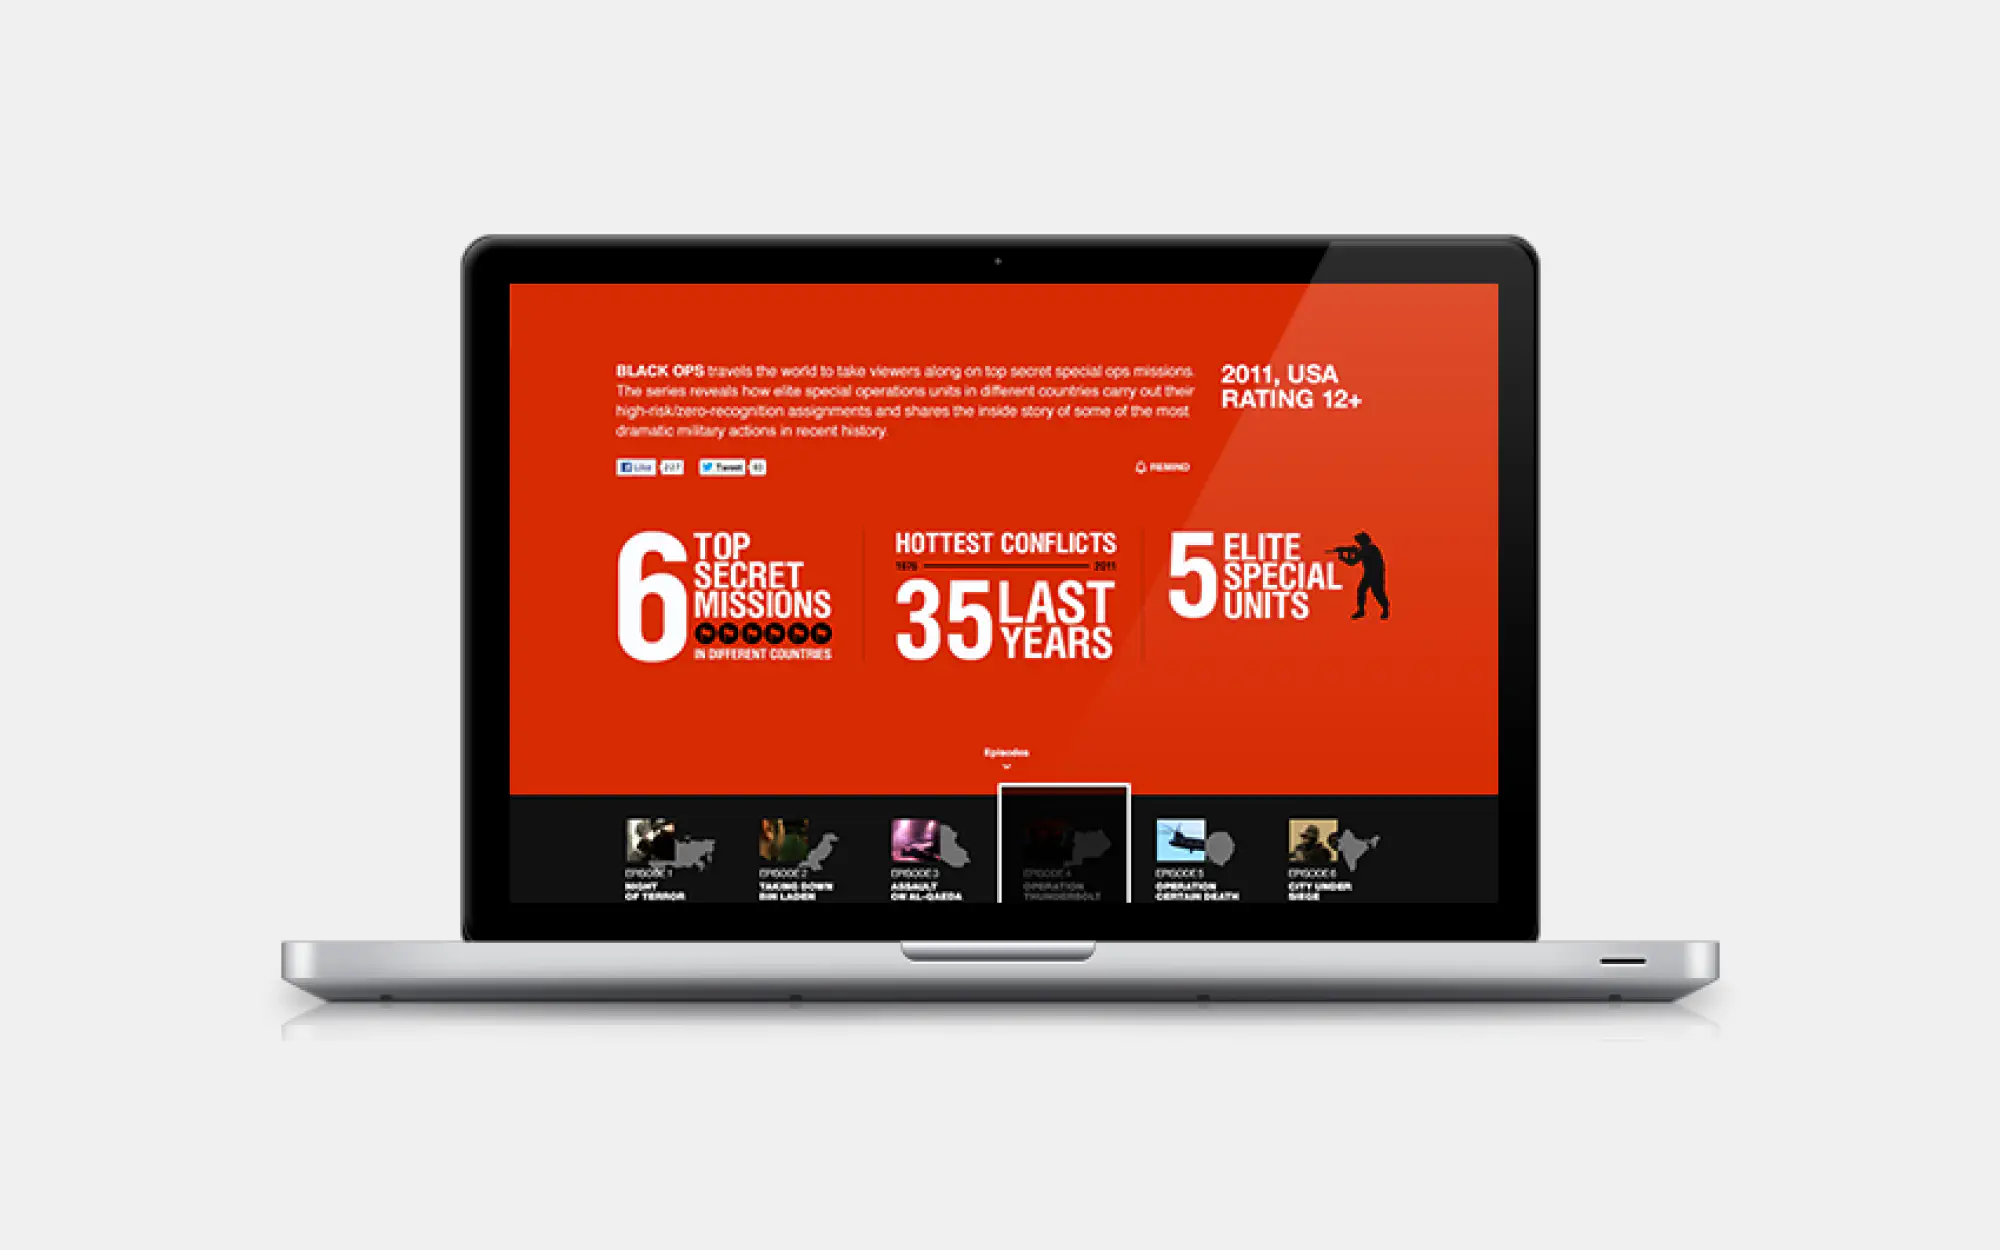 BLACK OPS travels the world to take viewers along on top secret special ops missions.
The series reveals how elite special operations units in different countries carry out their
high-risk/zero-recognition assignments and shares the inside story of some of the most
dramatic military actions in recent history.
2011, USA
RATING 12+
Like 227 Tweet
REMIND
6 TOP
SECRET
MISSIONS
IN DIFFERENT COUNTRIES
HOTTEST CONFLICTS
1976 2011
35 LAST
YEARS
5 ELITE
SPECIAL
UNITS
Episodes
EPISODE 1
NIGHT
OF TERROR
EPISODE 2
TAKING DOWN
BIN LADEN
EPISODE 3
ASSAULT
ON AL-QAEDA
EPISODE 4
OPERATION
THUNDERBOLT
EPISODE 5
OPERATION
CERTAIN DEATH
EPISODE 6
CITY UNDER
SIEGE